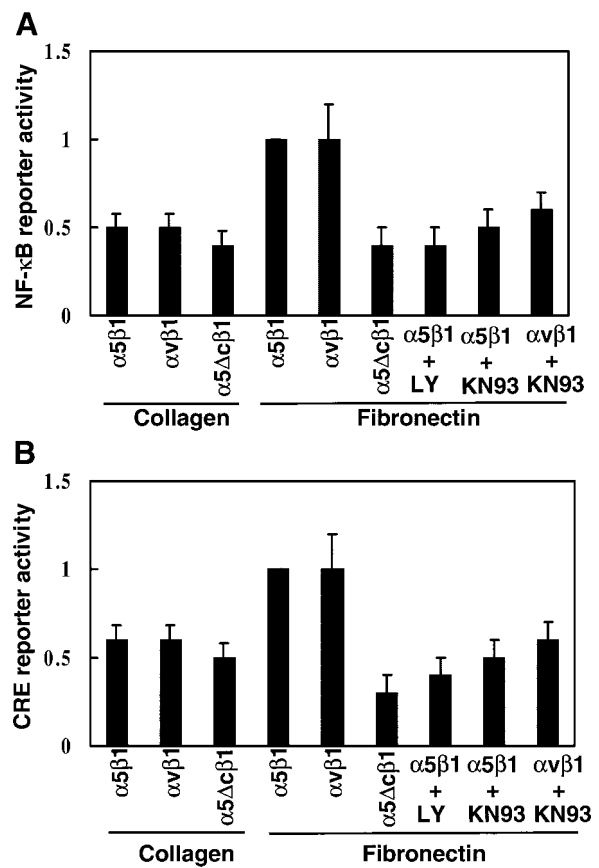 A
NF-κB reporter activity
1.5
1
0.5
0
α5β1
αvβ1
α5Δcβ1
α5β1
αvβ1
α5Δcβ1
α5β1 + LY
α5β1 + KN93
αvβ1 + KN93
Collagen
Fibronectin
B
CRE reporter activity
1.5
1
0.5
0
α5β1
αvβ1
α5Δcβ1
α5β1
αvβ1
α5Δcβ1
α5β1 + LY
α5β1 + KN93
αvβ1 + KN93
Collagen
Fibronectin